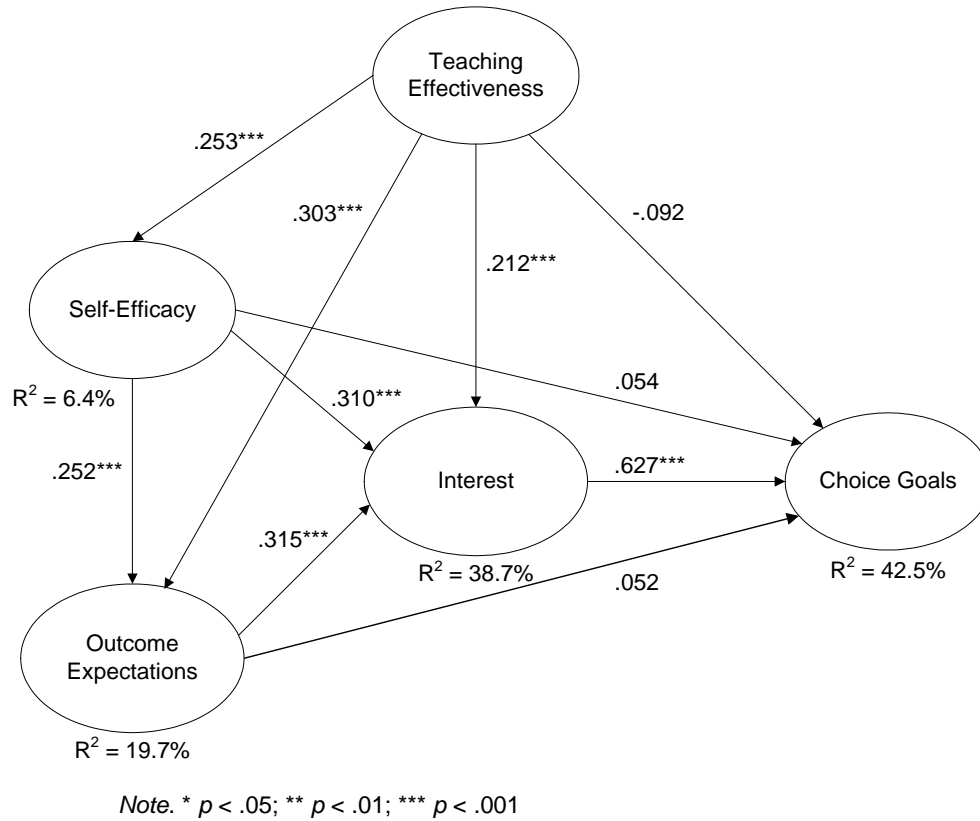 Teaching
Effectiveness
.253***
.303***
-.092
.212***
Self-Efficacy
R² = 6.4%
.310***
.054
.252***
Interest
.627***
Choice Goals
.315***
R² = 38.7%
R² = 42.5%
.052
Outcome
Expectations
R² = 19.7%
Note. * p < .05; ** p < .01; *** p < .001